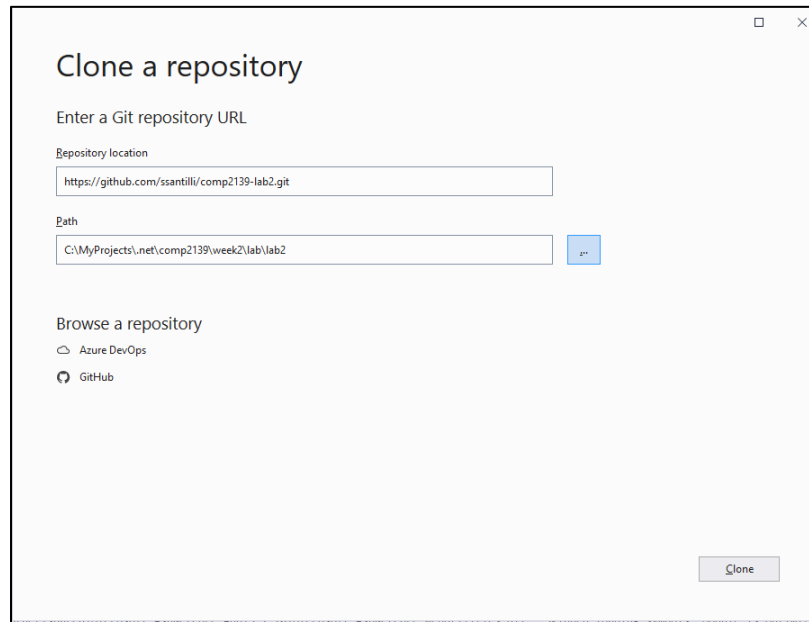 Clone a repository
Enter a Git repository URL
Repository location
https://github.com/ssantilli/comp2139-lab2.git
Path
C:\MyProjects\.net\comp2139\week2\lab\lab2
...
Browse a repository
Azure DevOps
GitHub
Clone